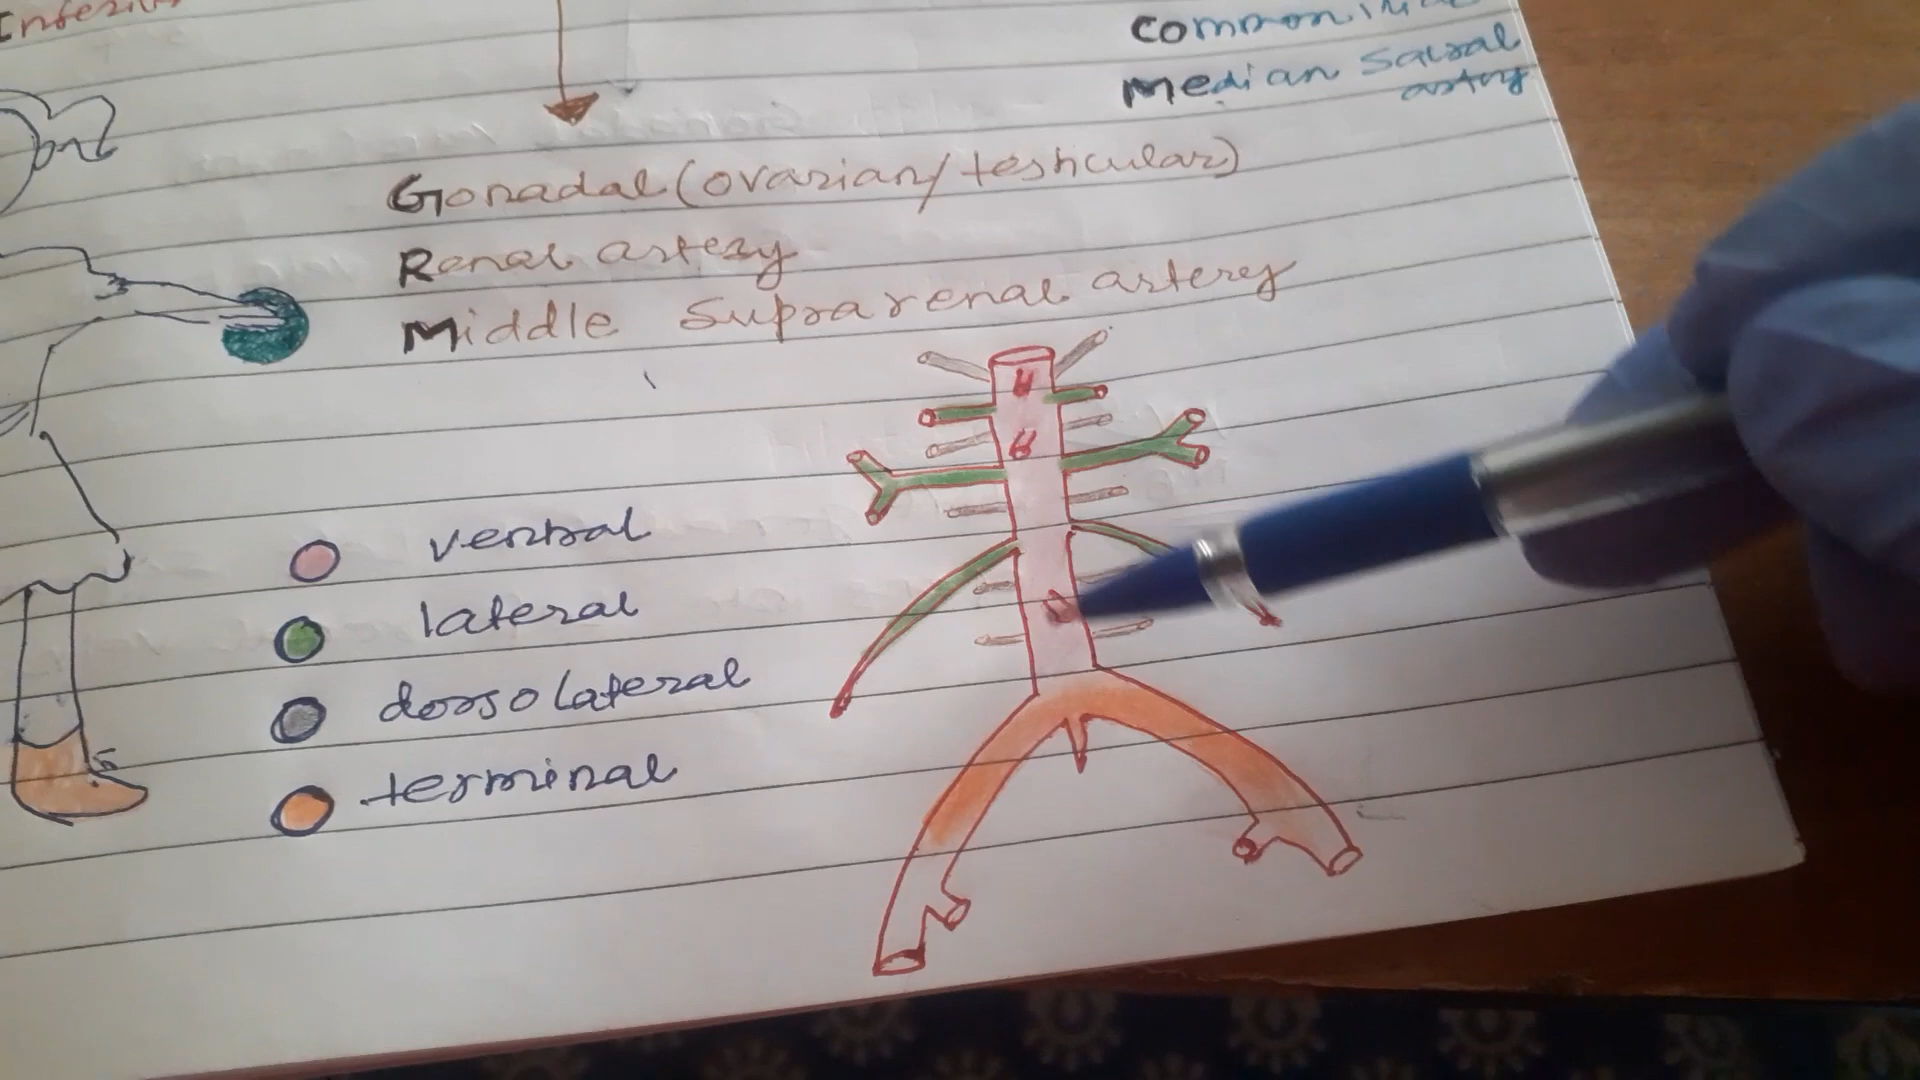 Common
Median Sacral
artery
Gonadal (ovarian/testicular)
Renal artery
Middle Suprarenal artery
ventral
lateral
dorsolateral
terminal